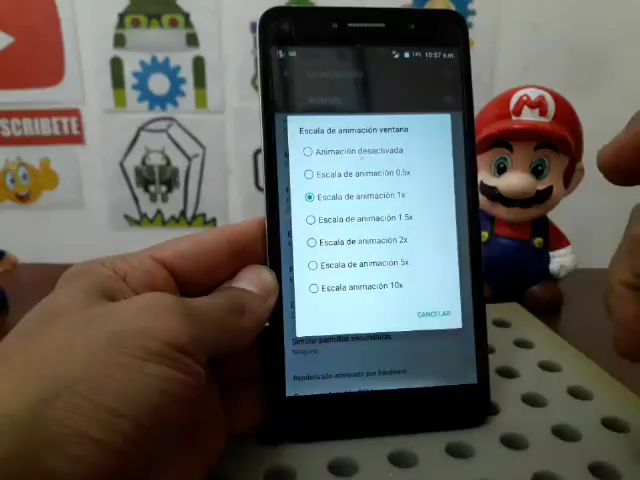 SCRIBETE
74% 10:57 p.m.
Escala de animación ventana
Animación desactivada
Escala de animación 0,5x
Escala de animación 1x
Escala de animación 1.5x
Escala de animación 2x
Escala de animación 5x
Escala animación 10x
CANCELAR
Simular pantallas secundarias
Ninguno
Renderizado acelerado por hardware
M